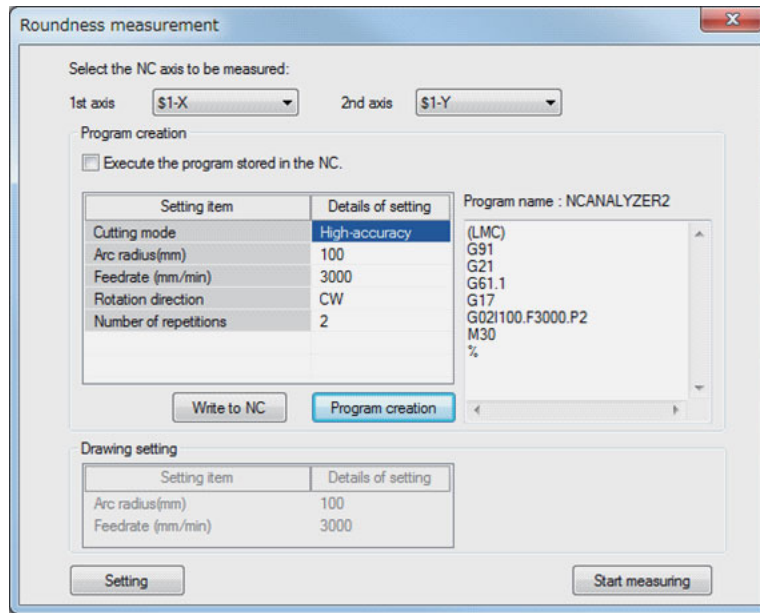 Roundness measurement
Select the NC axis to be measured:
1st axis $1-X 2nd axis $1-Y
Program creation
Execute the program stored in the NC.
Setting item Details of setting
Cutting mode High-accuracy
Arc radius(mm) 100
Feedrate (mm/min) 3000
Rotation direction CW
Number of repetitions 2
Write to NC Program creation
Program name : NCANALYZER2
(LMC)
G91
G21
G61.1
G17
G02I100.F3000.P2
M30
%
Drawing setting
Setting item Details of setting
Arc radius(mm) 100
Feedrate (mm/min) 3000
Setting Start measuring